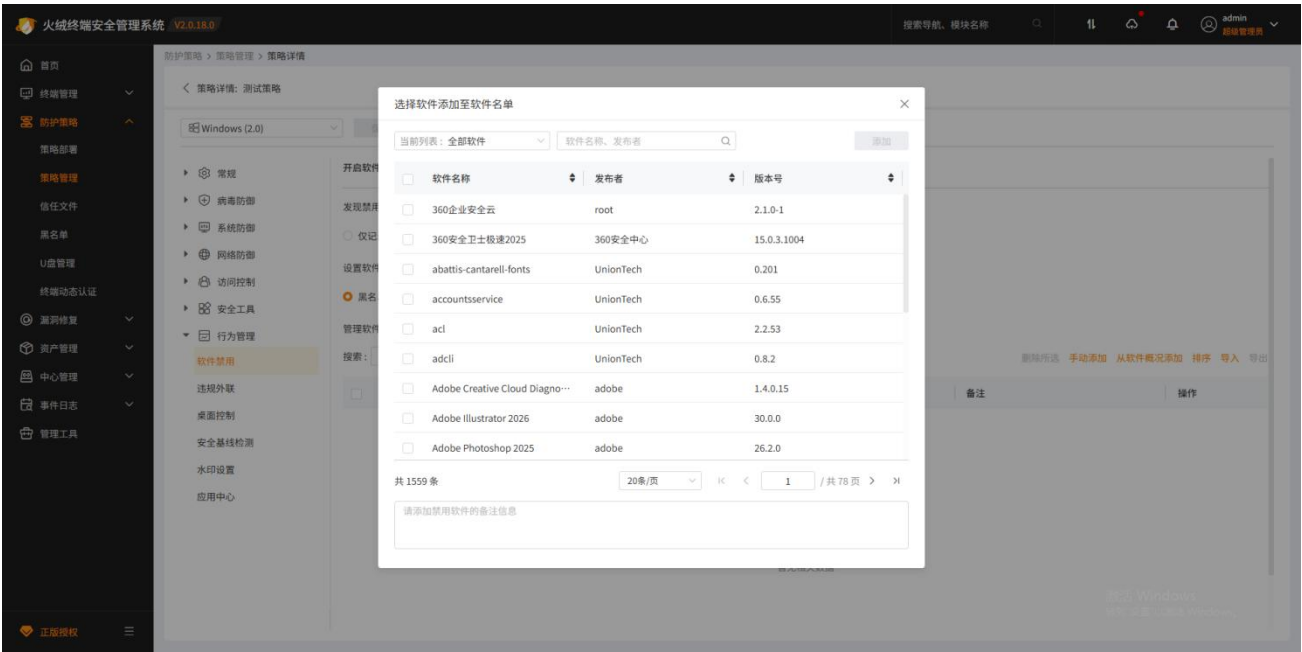 火绒终端安全管理系统 V2.0.18.0
搜索导航、模块名称
admin
超级管理员
首页
终端管理
防护策略
策略部署
策略管理
信任文件
黑名单
U盘管理
终端动态认证
漏洞修复
资产管理
中心管理
事件日志
管理工具
正版授权
防护策略 > 策略管理 > 策略详情
策略详情: 测试策略
Windows (2.0)
常规
病毒防御
系统防御
网络防御
访问控制
安全工具
行为管理
软件禁用
违规外联
桌面控制
安全基线检测
水印设置
应用中心
开启软件
发现禁用
仅记
设置软件
黑名
管理软件
搜索:
删除所选 手动添加 从软件概况添加 排序 导入 导出
备注 操作
选择软件添加至软件名单
当前列表: 全部软件 软件名称、发布者 添加
软件名称 发布者 版本号
360企业安全云 root 2.1.0-1
360安全卫士极速2025 360安全中心 15.0.3.1004
abattis-cantarell-fonts UnionTech 0.201
accountsservice UnionTech 0.6.55
acl UnionTech 2.2.53
adcli UnionTech 0.8.2
Adobe Creative Cloud Diagno··· adobe 1.4.0.15
Adobe Illustrator 2026 adobe 30.0.0
Adobe Photoshop 2025 adobe 26.2.0
共 1559 条 20条/页 1 / 共 78 页
请添加禁用软件的备注信息
暂无相关数据
激活 Windows